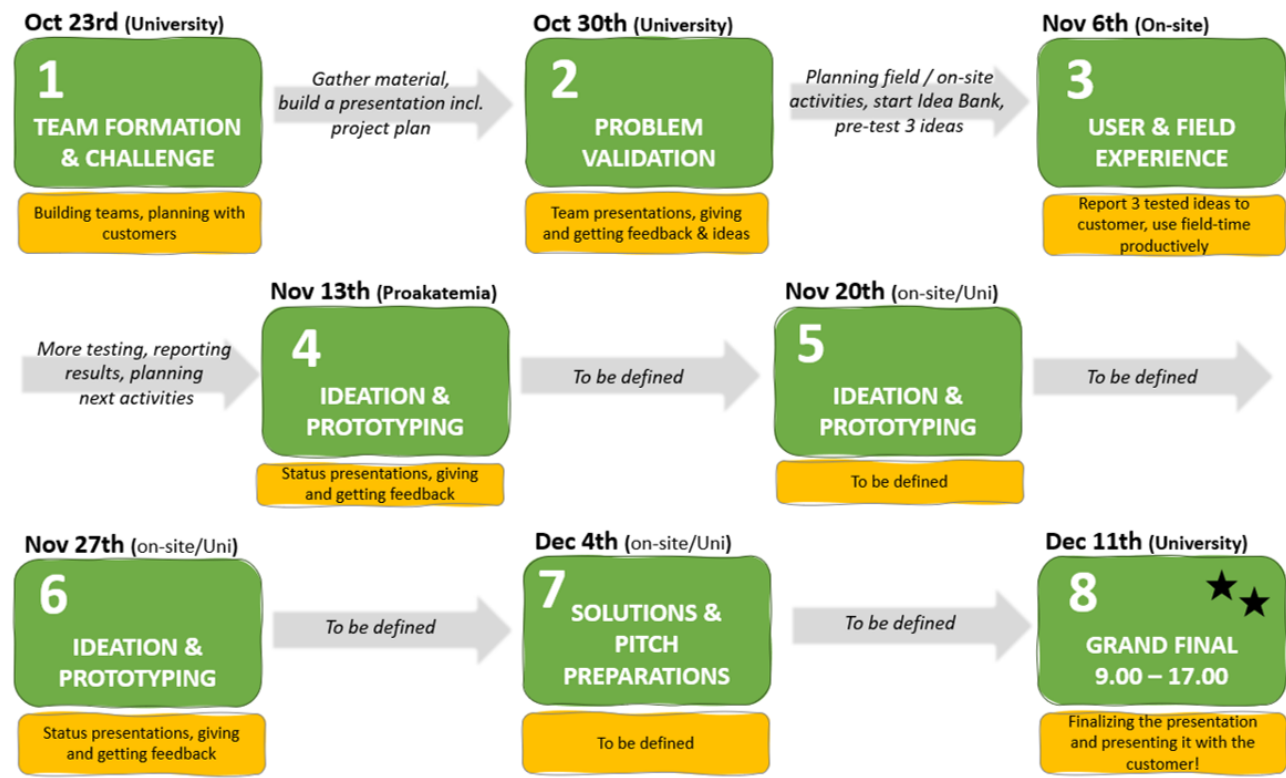 Oct 23rd (University)
1
TEAM FORMATION
& CHALLENGE
Building teams, planning with
customers
Gather material,
build a presentation incl.
project plan
Oct 30th (University)
2
PROBLEM
VALIDATION
Team presentations, giving
and getting feedback & ideas
Planning field / on-site
activities, start Idea Bank,
pre-test 3 ideas
Nov 6th (On-site)
3
USER & FIELD
EXPERIENCE
Report 3 tested ideas to
customer, use field-time
productively
More testing, reporting
results, planning
next activities
Nov 13th (Proakatemia)
4
IDEATION &
PROTOTYPING
Status presentations, giving
and getting feedback
To be defined
Nov 20th (on-site/Uni)
5
IDEATION &
PROTOTYPING
To be defined
To be defined
Nov 27th (on-site/Uni)
6
IDEATION &
PROTOTYPING
Status presentations, giving
and getting feedback
To be defined
Dec 4th (on-site/Uni)
7
SOLUTIONS &
PITCH
PREPARATIONS
To be defined
To be defined
Dec 11th (University)
8
GRAND FINAL
9.00 – 17.00
Finalizing the presentation
and presenting it with the
customer!